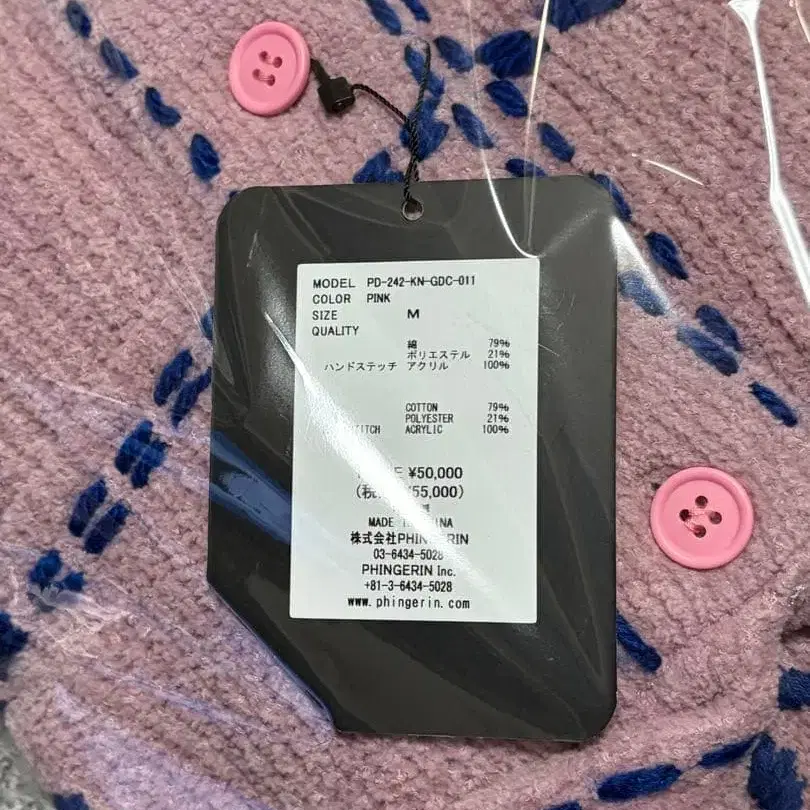 MODEL PD-242-KN-GDC-011
COLOR PINK
SIZE M
QUALITY
綿 79%
ポリエステル 21%
ハンドステッチ アクリル 100%
COTTON 79%
POLYESTER 21%
ACRYLIC 100%
¥50,000
(税 55,000)
MADE
株式会社PHINGERIN
03-6434-5028
PHINGERIN Inc.
+81-3-6434-5028
www.phingerin.com